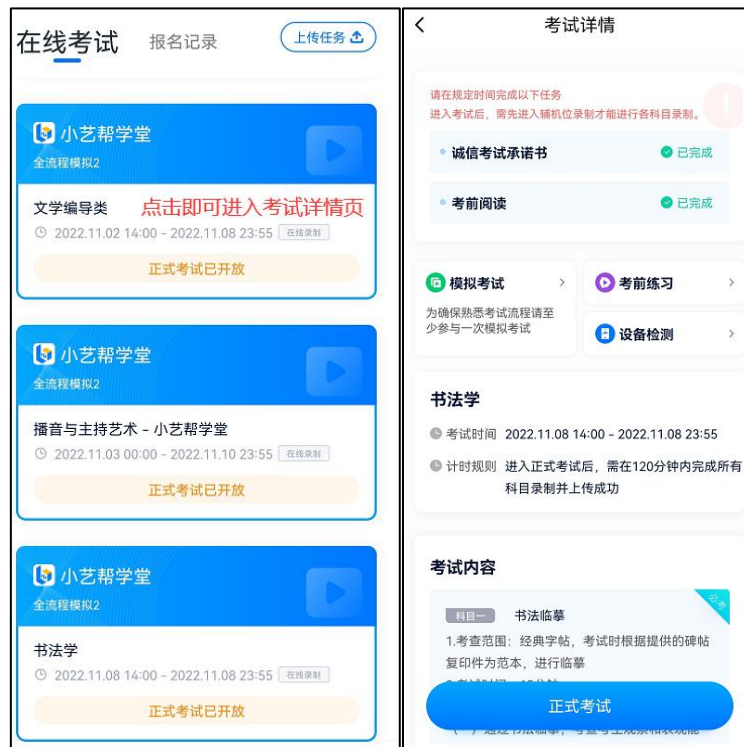 在线考试 报名记录 上传任务
小艺帮学堂
全流程模拟2
文学编导类 点击即可进入考试详情页
2022.11.02 14:00 - 2022.11.08 23:55 在线录制
正式考试已开放
小艺帮学堂
全流程模拟2
播音与主持艺术 - 小艺帮学堂
2022.11.03 00:00 - 2022.11.10 23:55 在线录制
正式考试已开放
小艺帮学堂
全流程模拟2
书法学
2022.11.08 14:00 - 2022.11.08 23:55 在线录制
正式考试已开放
考试详情
请在规定时间完成以下任务
进入考试后，需先进入辅机位录制才能进行各科目录制。
诚信考试承诺书 已完成
考前阅读 已完成
模拟考试
为确保熟悉考试流程请至
少参与一次模拟考试
考前练习
设备检测
书法学
考试时间 2022.11.08 14:00 - 2022.11.08 23:55
计时规则 进入正式考试后，需在120分钟内完成所有
科目录制并上传成功
考试内容
必考
科目一 书法临摹
1.考查范围：经典字帖，考试时根据提供的碑帖
复印件为范本，进行临摹
正式考试